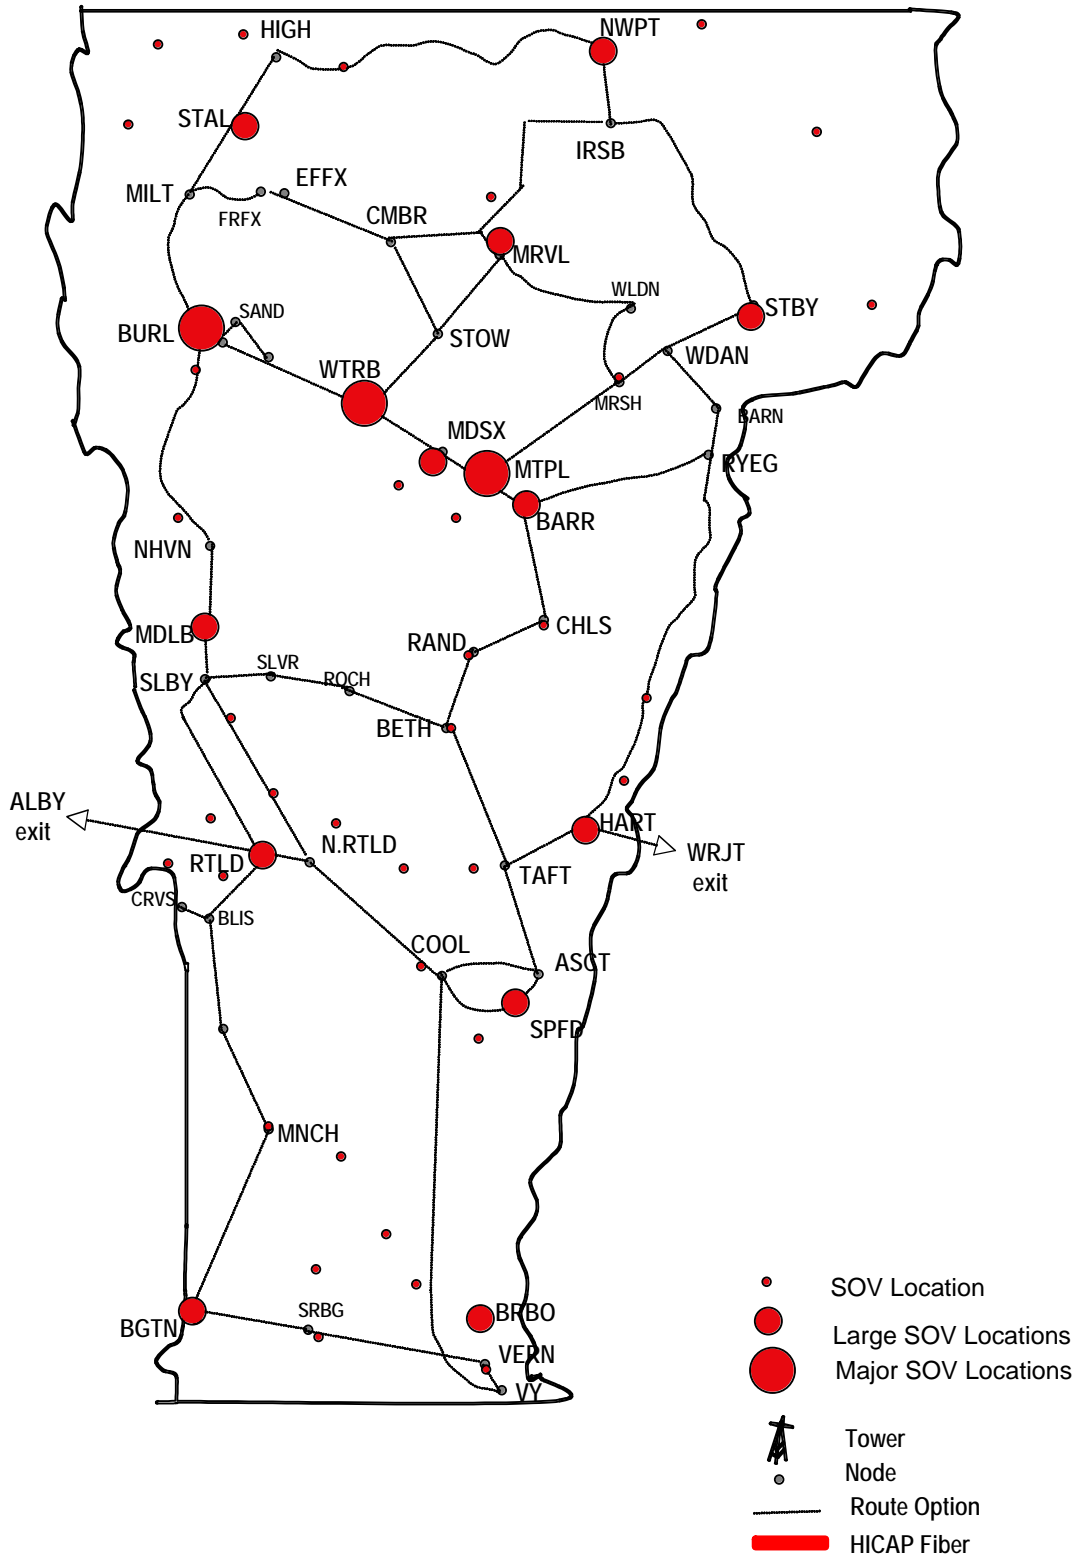 HIGH
NWPT
STAL
IRSB
MILT
EFFX
FRFX
CMBR
MRVL
WLDN
SAND
STBY
BURL
STOW
WDAN
WTRB
MRSH
BARN
MDSX
MTPL
RYEG
BARR
NHVN
CHLS
MDLB
RAND
SLVR
SLBY
ROCH
BETH
ALBY
exit
HART
N.RTLD
RTLD
WRJT
exit
TAFT
CRVS
BLIS
COOL
ASCT
SPFD
MNCH
SRBG
BRBO
BGTN
VERN
VY
SOV Location
Large SOV Locations
Major SOV Locations
Tower
Node
Route Option
HICAP Fiber